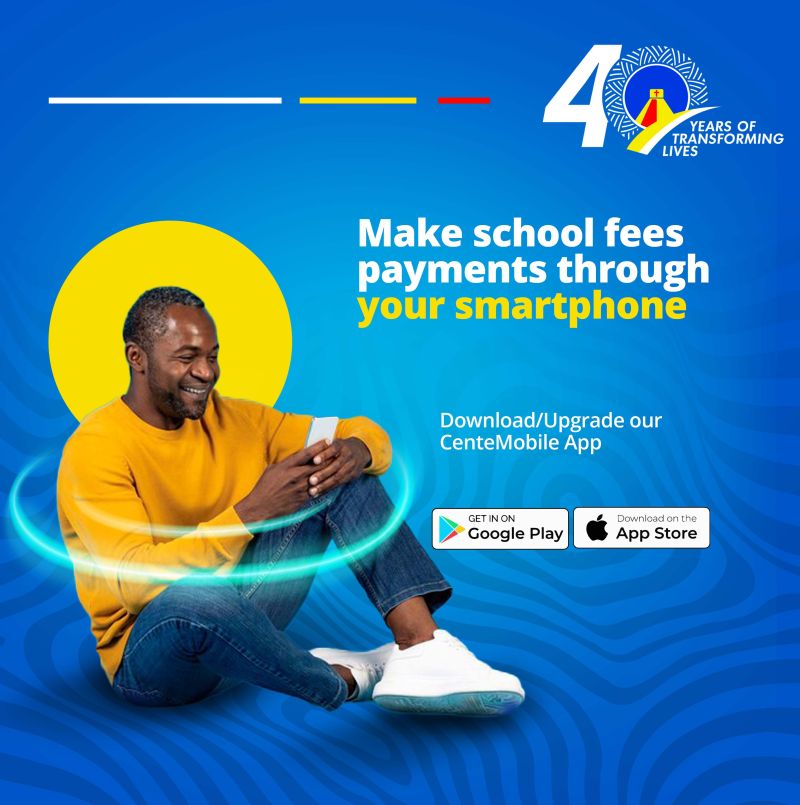 40
YEARS OF
TRANSFORMING
LIVES
Make school fees
payments through
your smartphone
Download/Upgrade our
CenteMobile App
GET IN ON
Google Play
Download on the
App Store